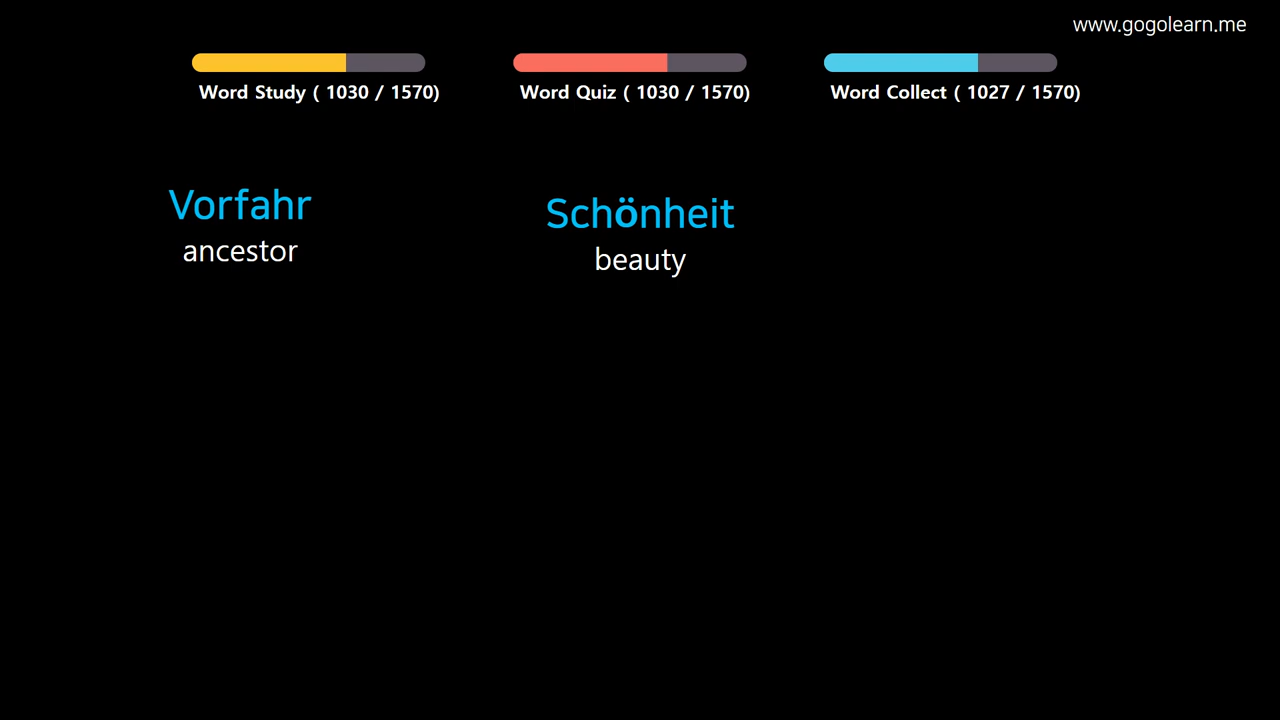 www.gogolearn.me
Word Study ( 1030 / 1570)
Word Quiz ( 1030 / 1570)
Word Collect ( 1027 / 1570)
Vorfahr
ancestor
Schönheit
beauty